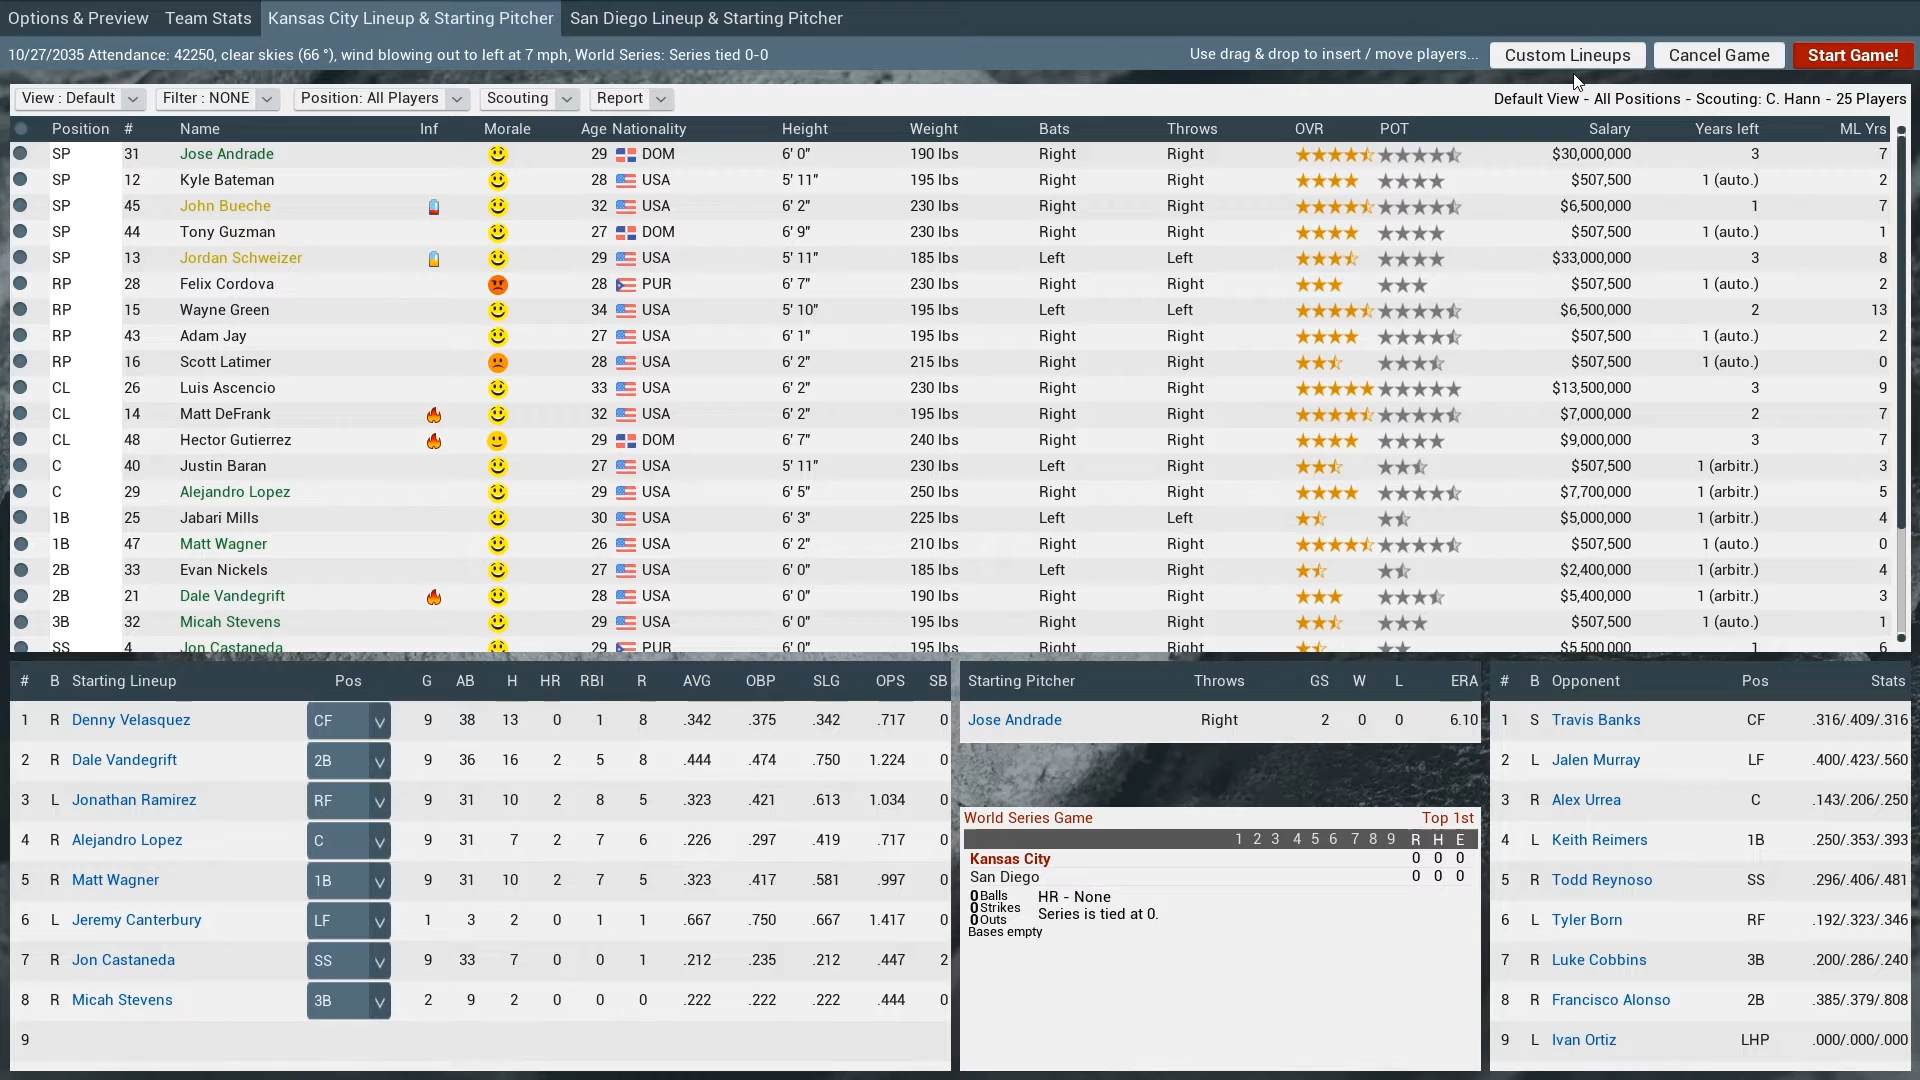 Options & Preview Team Stats Kansas City Lineup & Starting Pitcher San Diego Lineup & Starting Pitcher
10/27/2035 Attendance: 42250, clear skies (66 °), wind blowing out to left at 7 mph, World Series: Series tied 0-0 Use drag & drop to insert / move players... Custom Lineups Cancel Game Start Game!
View : Default Filter : NONE Position: All Players Scouting Report Default View - All Positions - Scouting: C. Hann - 25 Players
Position # Name Inf Morale Age Nationality Height Weight Bats Throws OVR POT Salary Years left ML Yrs
SP 31 Jose Andrade 29 DOM 6' 0" 190 lbs Right Right $30,000,000 3 7
SP 12 Kyle Bateman 28 USA 5' 11" 195 lbs Right Right $507,500 1 (auto.) 2
SP 45 John Bueche 32 USA 6' 2" 230 lbs Right Right $6,500,000 1 7
SP 44 Tony Guzman 27 DOM 6' 9" 230 lbs Right Right $507,500 1 (auto.) 1
SP 13 Jordan Schweizer 29 USA 5' 11" 185 lbs Left Left $33,000,000 3 8
RP 28 Felix Cordova 28 PUR 6' 7" 230 lbs Right Right $507,500 1 (auto.) 2
RP 15 Wayne Green 34 USA 5' 10" 195 lbs Left Left $6,500,000 2 13
RP 43 Adam Jay 27 USA 6' 1" 195 lbs Right Right $507,500 1 (auto.) 2
RP 16 Scott Latimer 28 USA 6' 2" 215 lbs Right Right $507,500 1 (auto.) 0
CL 26 Luis Ascencio 33 USA 6' 2" 230 lbs Right Right $13,500,000 3 9
CL 14 Matt DeFrank 32 USA 6' 2" 195 lbs Right Right $7,000,000 2 7
CL 48 Hector Gutierrez 29 DOM 6' 7" 240 lbs Right Right $9,000,000 3 7
C 40 Justin Baran 27 USA 5' 11" 230 lbs Left Right $507,500 1 (arbitr.) 3
C 29 Alejandro Lopez 29 USA 6' 5" 250 lbs Right Right $7,700,000 1 (arbitr.) 5
1B 25 Jabari Mills 30 USA 6' 3" 225 lbs Left Left $5,000,000 1 (arbitr.) 4
1B 47 Matt Wagner 26 USA 6' 2" 210 lbs Right Right $507,500 1 (auto.) 0
2B 33 Evan Nickels 27 USA 6' 0" 185 lbs Left Right $2,400,000 1 (arbitr.) 4
2B 21 Dale Vandegrift 28 USA 6' 0" 190 lbs Right Right $5,400,000 1 (arbitr.) 3
3B 32 Micah Stevens 29 USA 6' 0" 195 lbs Right Right $507,500 1 (auto.) 1
SS 4 Jon Castaneda 29 PUR 6' 0" 195 lbs Right Right $5,500,000 1 6
# B Starting Lineup Pos G AB H HR RBI R AVG OBP SLG OPS SB
1 R Denny Velasquez CF 9 38 13 0 1 8 .342 .375 .342 .717 0
2 R Dale Vandegrift 2B 9 36 16 2 5 8 .444 .474 .750 1.224 0
3 L Jonathan Ramirez RF 9 31 10 2 8 5 .323 .421 .613 1.034 0
4 R Alejandro Lopez C 9 31 7 2 7 6 .226 .297 .419 .717 0
5 R Matt Wagner 1B 9 31 10 2 7 5 .323 .417 .581 .997 0
6 L Jeremy Canterbury LF 1 3 2 0 1 1 .667 .750 .667 1.417 0
7 R Jon Castaneda SS 9 33 7 0 0 1 .212 .235 .212 .447 2
8 R Micah Stevens 3B 2 9 2 0 0 0 .222 .222 .222 .444 0
9
Starting Pitcher Throws GS W L ERA
Jose Andrade Right 2 0 0 6.10
World Series Game Top 1st
1 2 3 4 5 6 7 8 9 R H E
Kansas City 0 0 0
San Diego 0 0 0
0 Balls HR - None
0 Strikes Series is tied at 0.
0 Outs
Bases empty
# B Opponent Pos Stats
1 S Travis Banks CF .316/.409/.316
2 L Jalen Murray LF .400/.423/.560
3 R Alex Urrea C .143/.206/.250
4 L Keith Reimers 1B .250/.353/.393
5 R Todd Reynoso SS .296/.406/.481
6 L Tyler Born RF .192/.323/.346
7 R Luke Cobbins 3B .200/.286/.240
8 R Francisco Alonso 2B .385/.379/.808
9 L Ivan Ortiz LHP .000/.000/.000